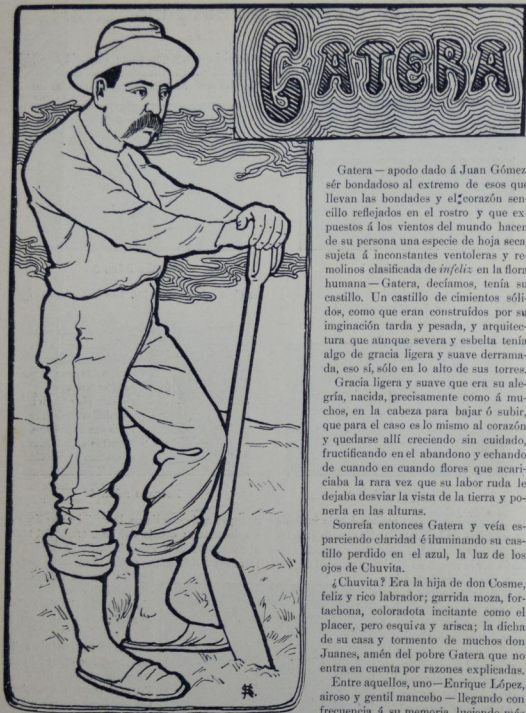 GATERA
Gatera — apodo dado á Juan Gómez
sér bondadoso al extremo de esos que
llevan las bondades y el corazón sen-
cillo reflejados en el rostro y que ex-
puestos á los vientos del mundo hacen
de su persona una especie de hoja seca
sujeta á inconstantes ventoleras y re-
molinos clasificada de infeliz en la flora
humana — Gatera, decíamos, tenía su
castillo. Un castillo de cimientos sóli-
dos, como que eran construídos por su
imginación tarda y pesada, y arquitec-
tura que aunque severa y esbelta tenía
algo de gracia ligera y suave derrama-
da, eso sí, sólo en lo alto de sus torres.
Gracia ligera y suave que era su ale-
gría, nacida, precisamente como á mu-
chos, en la cabeza para bajar ó subir,
que para el caso es lo mismo al corazón
y quedarse allí creciendo sin cuidado,
fructificando en el abandono y echando
de cuando en cuando flores que acari-
ciaba la rara vez que su labor ruda le
dejaba desviar la vista de la tierra y po-
nerla en las alturas.
Sonreía entonces Gatera y veía es-
parciendo claridad é iluminando su cas-
tillo perdido en el azul, la luz de los
ojos de Chuvita.
¿Chuvita? Era la hija de don Cosme,
feliz y rico labrador; garrida moza, for-
tachona, coloradota incitante como el
placer, pero esquiva y arisca; la dicha
de su casa y tormento de muchos don
Juanes, amén del pobre Gatera que no
entra en cuenta por razones explicadas.
Entre aquellos, uno — Enrique López,
airoso y gentil mancebo — llegando con
frecuencia á su memoria, luciendo